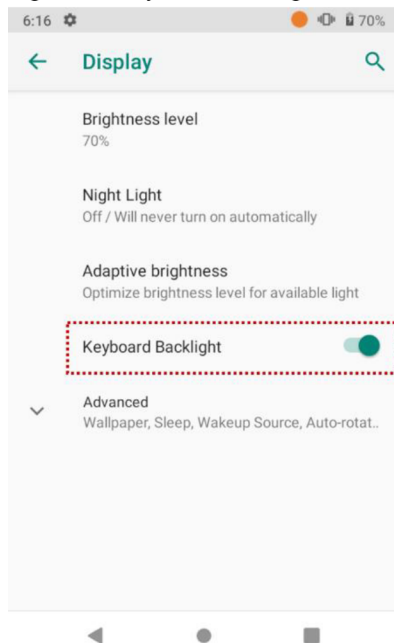 6:16 70%
Display
Brightness level
70%
Night Light
Off / Will never turn on automatically
Adaptive brightness
Optimize brightness level for available light
Keyboard Backlight
Advanced
Wallpaper, Sleep, Wakeup Source, Auto-rotat..